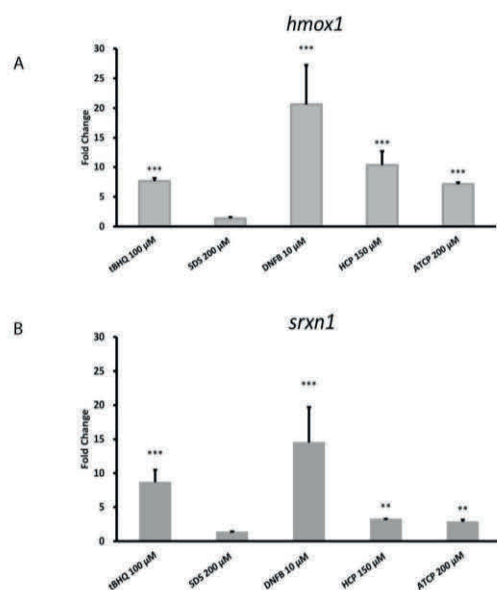 hmox1
A
30
25
20
15
10
5
0
Fold Change
***
***
***
***
tBHQ 100 µM
SDS 200 µM
DNFB 10 µM
HCP 150 µM
ATCP 200 µM
srxn1
B
30
25
20
15
10
5
0
Fold Change
***
***
**
**
tBHQ 100 µM
SDS 200 µM
DNFB 10 µM
HCP 150 µM
ATCP 200 µM